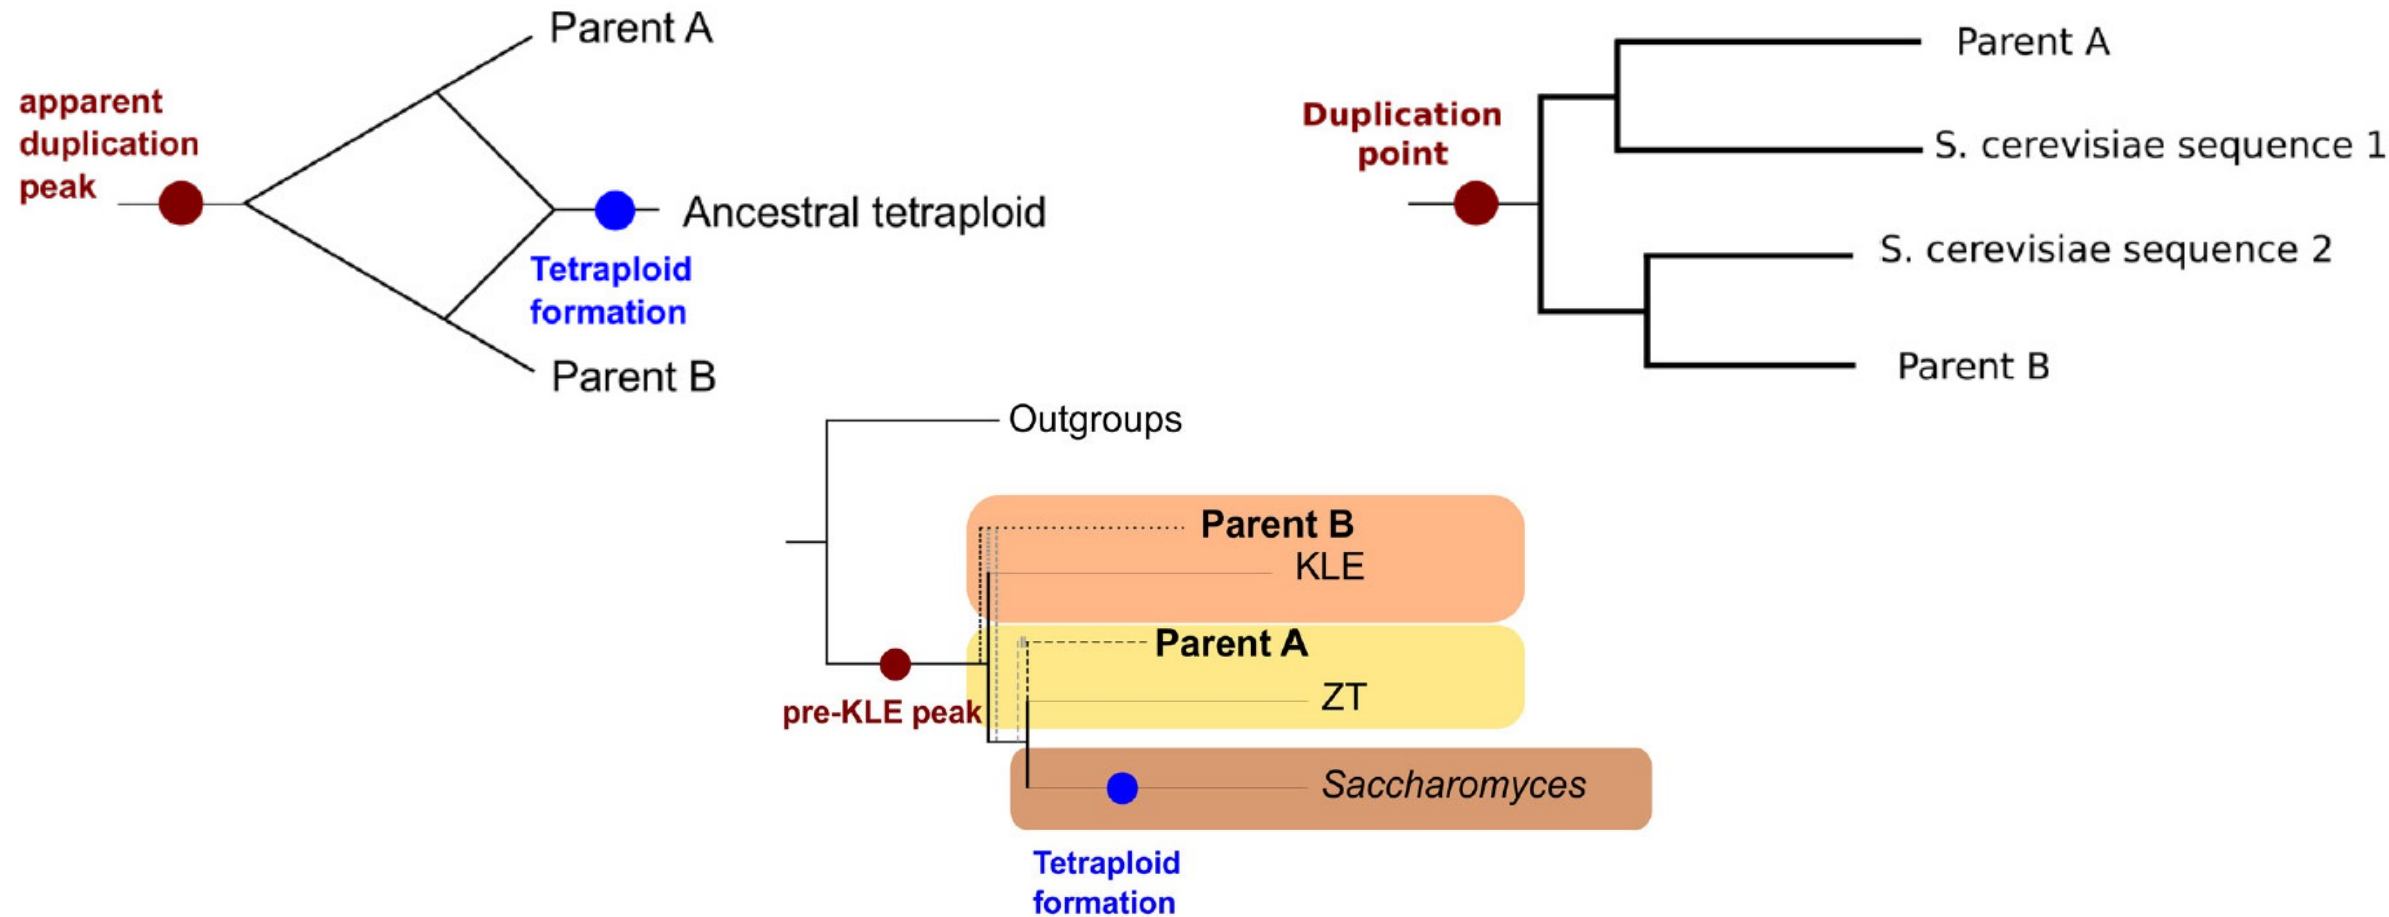 Parent A
apparent
duplication
peak
Ancestral tetraploid
Tetraploid
formation
Parent B
Parent A
Duplication
point
S. cerevisiae sequence 1
S. cerevisiae sequence 2
Parent B
Outgroups
Parent B
KLE
Parent A
ZT
pre-KLE peak
Saccharomyces
Tetraploid
formation